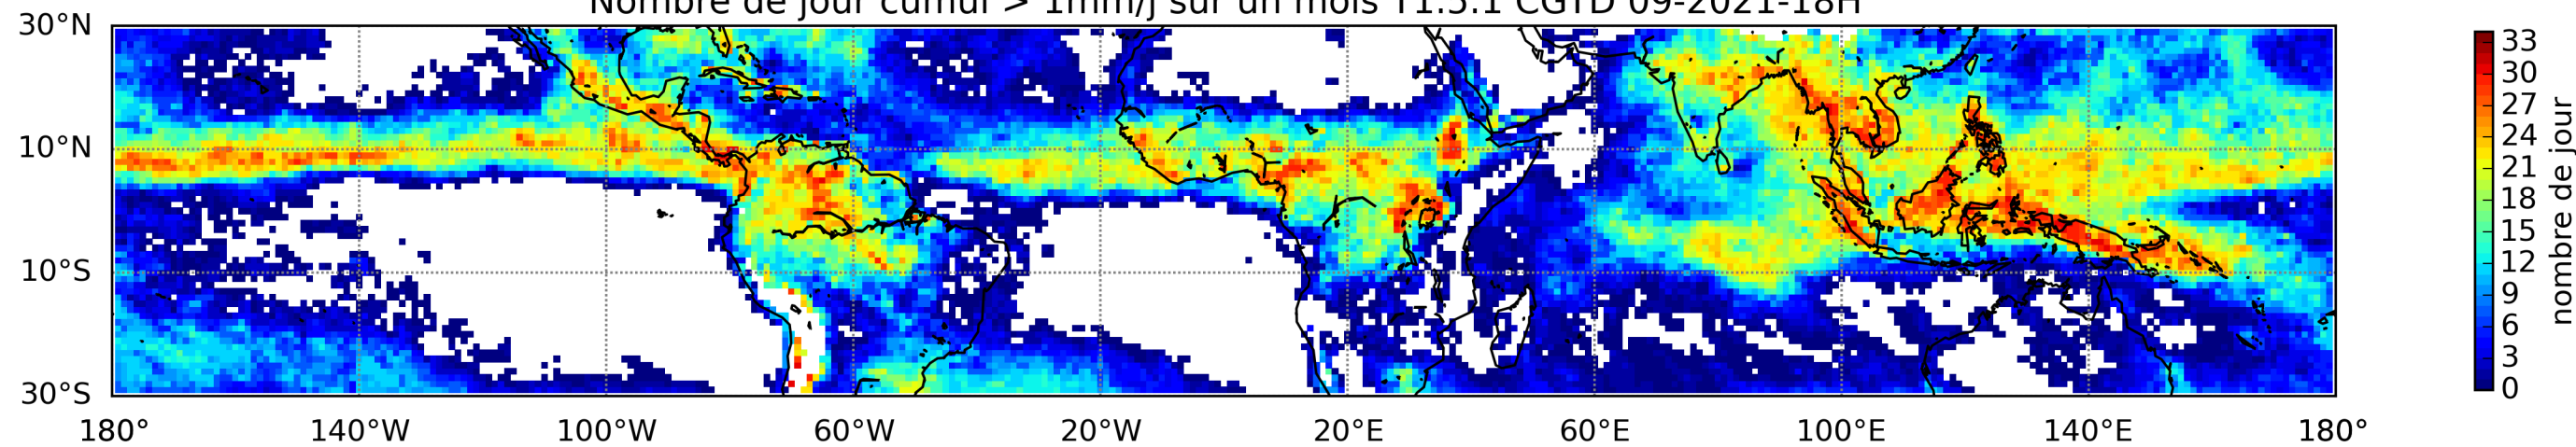 Nombre de jour cumul > 1mm/j sur un mois T1.5.1 CGTD 09-2021-18H
30°N
10°N
10°S
30°S
180°
140°W
100°W
60°W
20°W
20°E
60°E
100°E
140°E
180°
33
30
27
24
21
18
15
12
9
6
3
0
nombre de jour